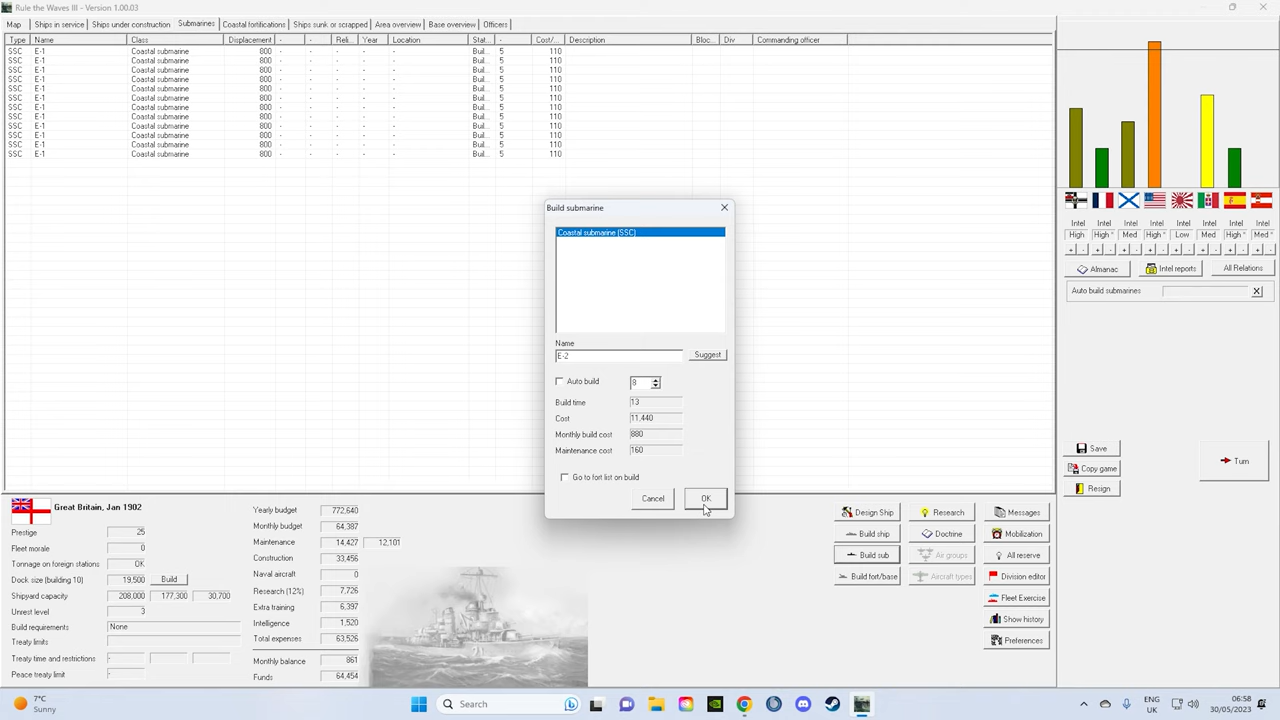 Rule the Waves III - Version 1.00.03
Map Ships in service Ships under construction Submarines Coastal fortifications Ships sunk or scrapped Area overview Base overview Officers
Type Name Class Displacement - - Reli... Year Location Stat... - Cost/... Description Bloc... Div Commanding officer
SSC E-1 Coastal submarine 800 - - - - - Buil... 5 110
SSC E-1 Coastal submarine 800 - - - - - Buil... 5 110
SSC E-1 Coastal submarine 800 - - - - - Buil... 5 110
SSC E-1 Coastal submarine 800 - - - - - Buil... 5 110
SSC E-1 Coastal submarine 800 - - - - - Buil... 5 110
SSC E-1 Coastal submarine 800 - - - - - Buil... 5 110
SSC E-1 Coastal submarine 800 - - - - - Buil... 5 110
SSC E-1 Coastal submarine 800 - - - - - Buil... 5 110
SSC E-1 Coastal submarine 800 - - - - - Buil... 5 110
SSC E-1 Coastal submarine 800 - - - - - Buil... 5 110
SSC E-1 Coastal submarine 800 - - - - - Buil... 5 110
SSC E-1 Coastal submarine 800 - - - - - Buil... 5 110
Build submarine
Coastal submarine (SSC)
Name
E-2 Suggest
Auto build 8
Build time 13
Cost 11,440
Monthly build cost 880
Maintenance cost 160
Go to fort list on build
Cancel OK
Intel Intel Intel Intel Intel Intel Intel Intel
High High * Med High * Low Med High * Med *
+ - + - + - + - + - + - + - + -
Almanac Intel reports All Relations
Auto build submarines
Save
Copy game
Resign
Turn
Great Britain, Jan 1902
Prestige 25
Fleet morale 0
Tonnage on foreign stations OK
Dock size (building 10) 19,500 Build
Shipyard capacity 208,000 177,300 30,700
Unrest level 3
Build requirements None
Treaty limits
Treaty time and restrictions -
Peace treaty limit -
Yearly budget 772,640
Monthly budget 64,387
Maintenance 14,427 12,101
Construction 33,456
Naval aircraft 0
Research (12%) 7,726
Extra training 6,397
Intelligence 1,520
Total expenses 63,526
Monthly balance 861
Funds 64,454
Design Ship Research Messages
Build ship Doctrine Mobilization
Build sub Air groups All reserve
Build fort/base Aircraft types Division editor
Fleet Exercise
Show history
Preferences
7°C
Sunny
Search
ENG
UK
06:58
30/05/2023